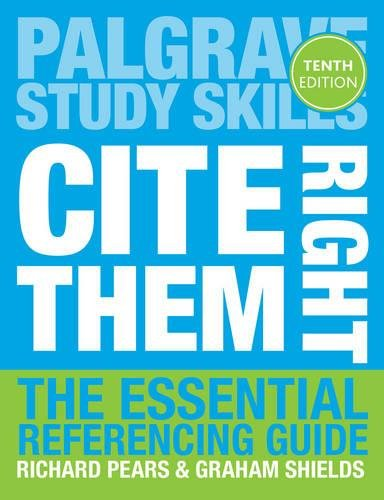 PALGRAVE
STUDY SKILLS
TENTH
EDITION
CITE
THEM
RIGHT
THE ESSENTIAL
REFERENCING GUIDE
RICHARD PEARS & GRAHAM SHIELDS